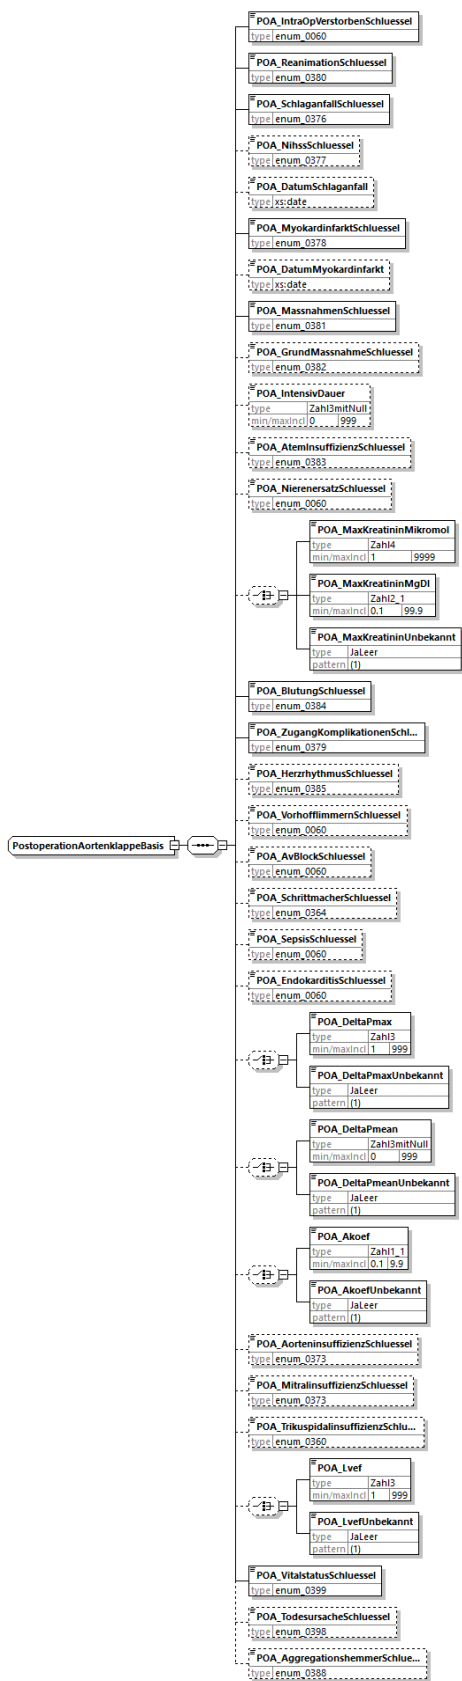 POA_IntraOpVerstorbenSchluessel
type enum_0060
POA_ReanimationSchluessel
type enum_0380
POA_SchlaganfallSchluessel
type enum_0376
POA_NihssSchluessel
type enum_0377
POA_DatumSchlaganfall
type xs:date
POA_MyokardinfarktSchluessel
type enum_0378
POA_DatumMyokardinfarkt
type xs:date
POA_MassnahmenSchluessel
type enum_0381
POA_GrundMassnahmeSchluessel
type enum_0382
POA_IntensivDauer
type Zahl3mitNull
min/maxIncl 0 999
POA_AtemInsuffizienzSchluessel
type enum_0383
POA_NierenersatzSchluessel
type enum_0060
POA_MaxKreatininMikromol
type Zahl4
min/maxIncl 1 9999
POA_MaxKreatininMgDl
type Zahl2_1
min/maxIncl 0.1 99.9
POA_MaxKreatininUnbekannt
type JaLeer
pattern (1)
POA_BlutungSchluessel
type enum_0384
POA_ZugangKomplikationenSchl...
type enum_0379
POA_HerzrhythmusSchluessel
type enum_0385
POA_VorhofflimmernSchluessel
type enum_0060
PostoperationAortenklappeBasis
POA_AvBlockSchluessel
type enum_0060
POA_SchrittmacherSchluessel
type enum_0364
POA_SepsisSchluessel
type enum_0060
POA_EndokarditisSchluessel
type enum_0060
POA_DeltaPmax
type Zahl3
min/maxIncl 1 999
POA_DeltaPmaxUnbekannt
type JaLeer
pattern (1)
POA_DeltaPmean
type Zahl3mitNull
min/maxIncl 0 999
POA_DeltaPmeanUnbekannt
type JaLeer
pattern (1)
POA_Akoef
type Zahl1_1
min/maxIncl 0.1 9.9
POA_AkoefUnbekannt
type JaLeer
pattern (1)
POA_AorteninsuffizienzSchluessel
type enum_0373
POA_MitralinsuffizienzSchluessel
type enum_0373
POA_TrikuspidalinsuffizienzSchlu...
type enum_0360
POA_Lvef
type Zahl3
min/maxIncl 1 999
POA_LvefUnbekannt
type JaLeer
pattern (1)
POA_VitalstatusSchluessel
type enum_0399
POA_TodesursacheSchluessel
type enum_0398
POA_AggregationshemmerSchlue...
type enum_0388